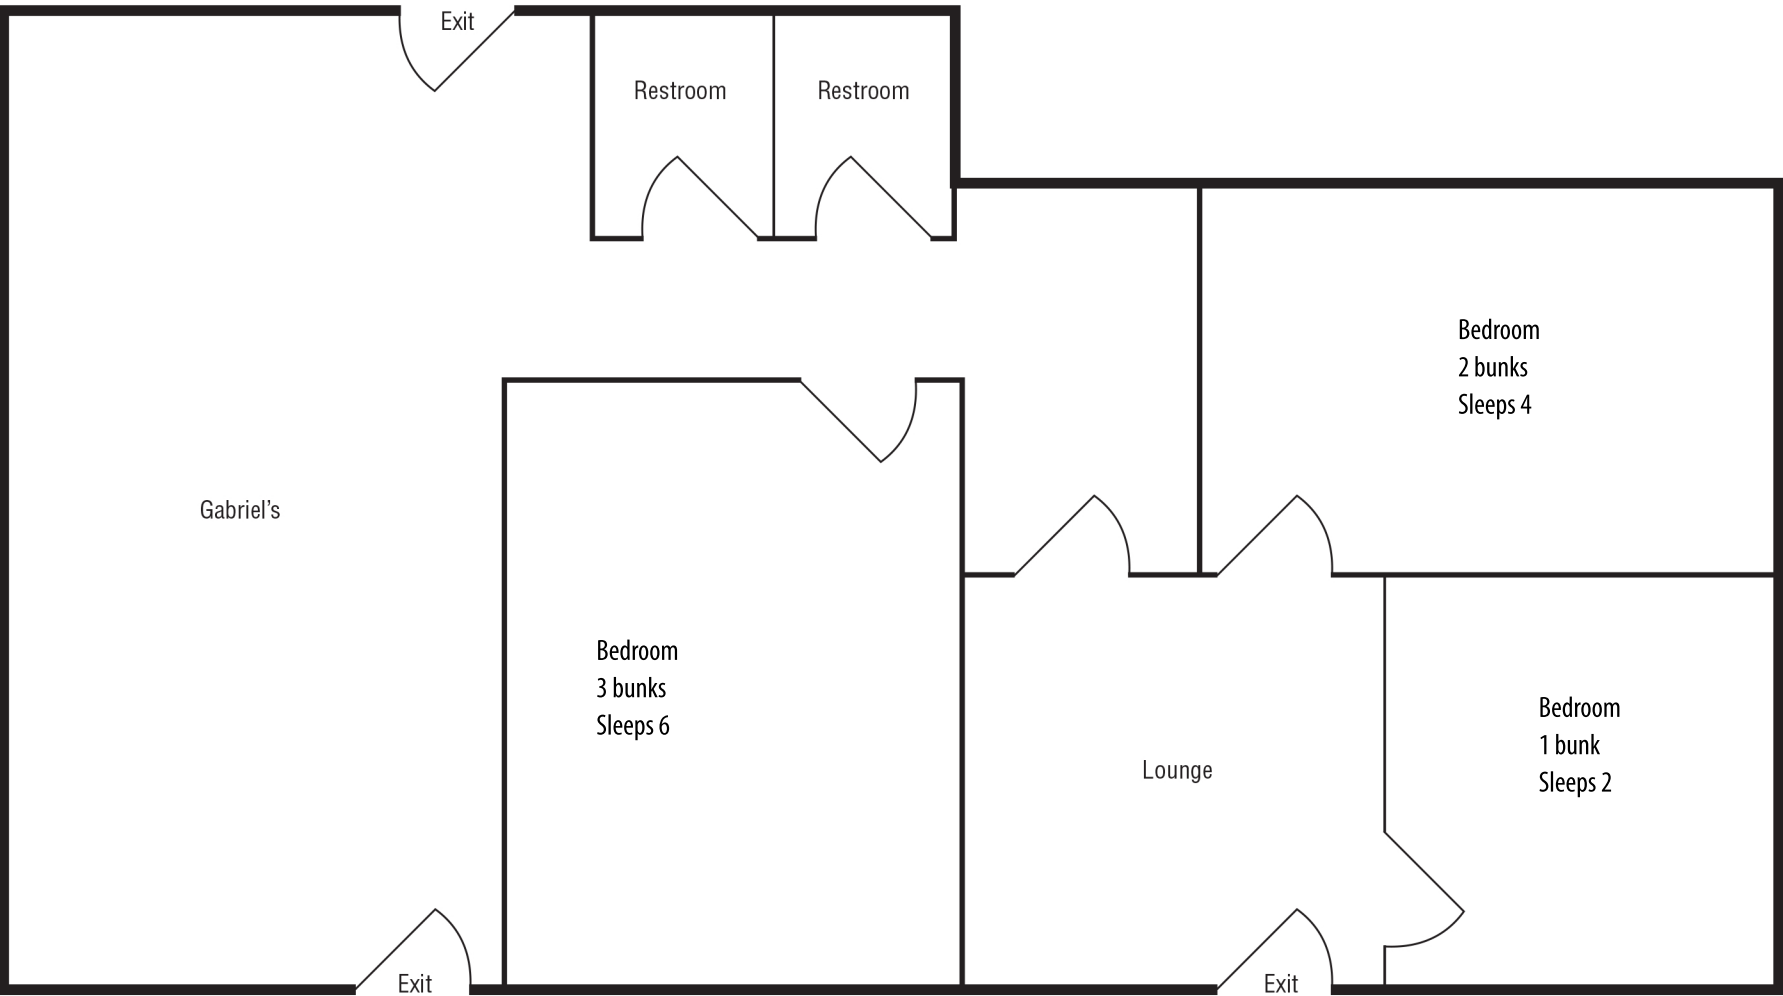 Exit
Restroom
Restroom
Bedroom
2 bunks
Sleeps 4
Gabriel’s
Bedroom
3 bunks
Sleeps 6
Lounge
Bedroom
1 bunk
Sleeps 2
Exit
Exit